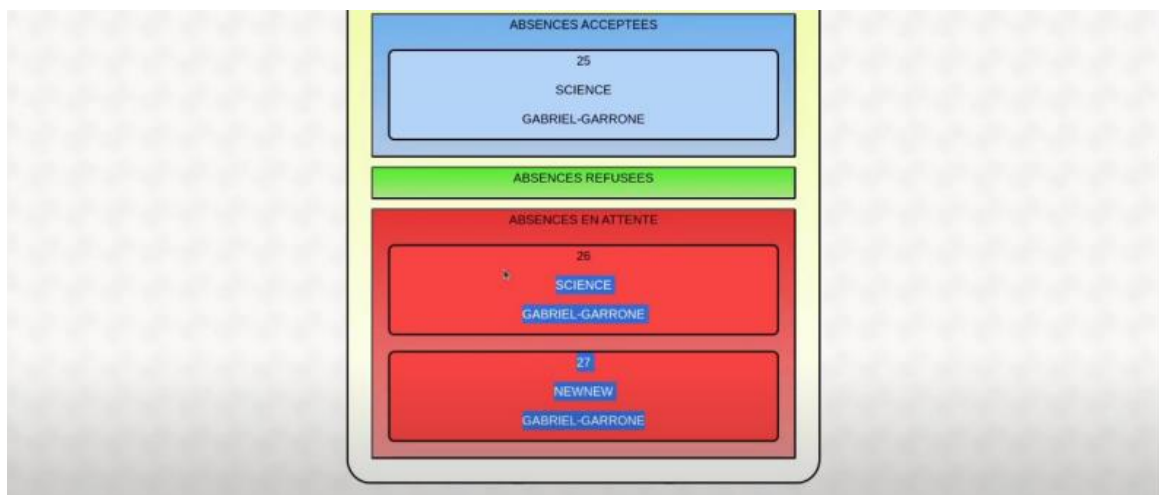 ABSENCES ACCEPTEES
25
SCIENCE
GABRIEL-GARRONE
ABSENCES REFUSEES
ABSENCES EN ATTENTE
26
SCIENCE
GABRIEL-GARRONE
27
NEWNEW
GABRIEL-GARRONE